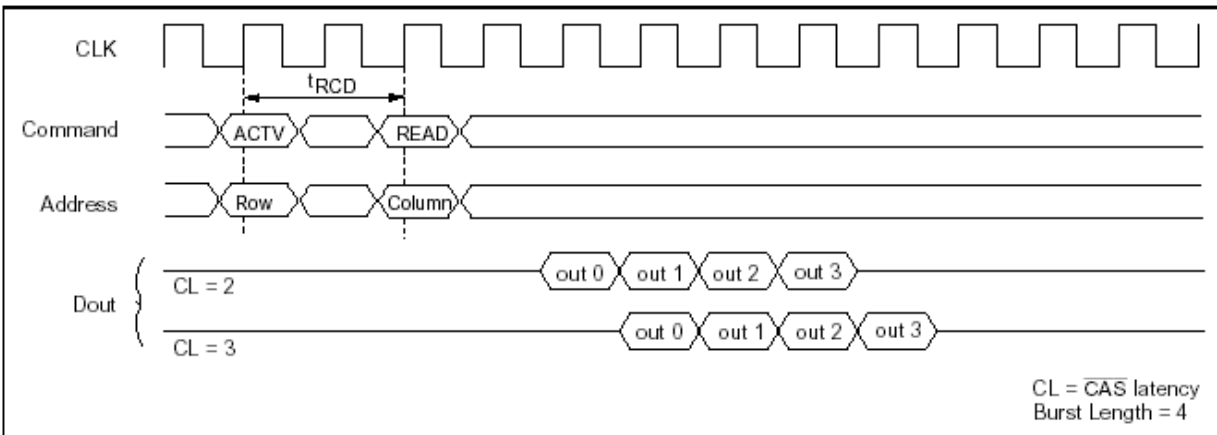 CLK
tRCD
Command ACTV READ
Address Row Column
Dout
CL = 2 out 0 out 1 out 2 out 3
CL = 3 out 0 out 1 out 2 out 3
CL = C̅A̅S̅ latency
Burst Length = 4